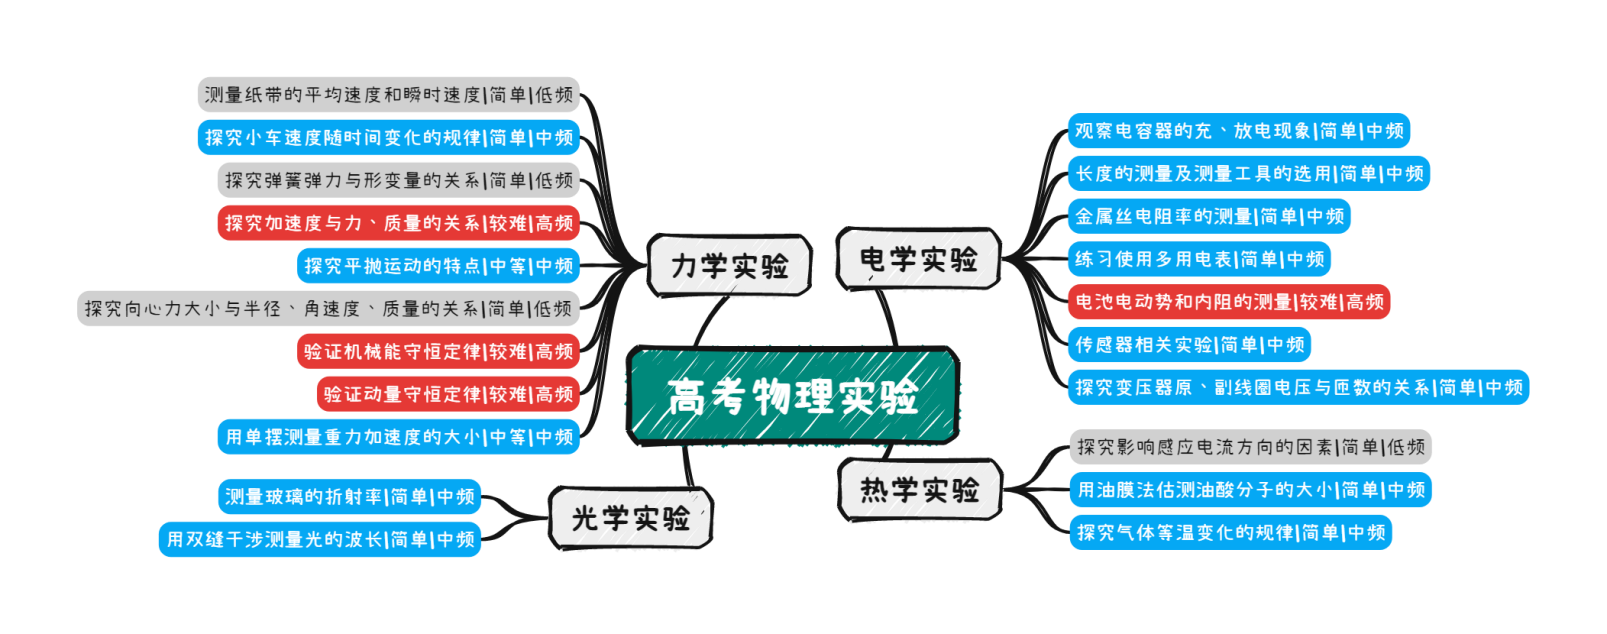 高考物理实验
力学实验
测量纸带的平均速度和瞬时速度|简单|低频
探究小车速度随时间变化的规律|简单|中频
探究弹簧弹力与形变量的关系|简单|低频
探究加速度与力、质量的关系|较难|高频
探究平抛运动的特点|中等|中频
探究向心力大小与半径、角速度、质量的关系|简单|低频
验证机械能守恒定律|较难|高频
验证动量守恒定律|较难|高频
用单摆测量重力加速度的大小|中等|中频
光学实验
测量玻璃的折射率|简单|中频
用双缝干涉测量光的波长|简单|中频
电学实验
观察电容器的充、放电现象|简单|中频
长度的测量及测量工具的选用|简单|中频
金属丝电阻率的测量|简单|中频
练习使用多用电表|简单|中频
电池电动势和内阻的测量|较难|高频
传感器相关实验|简单|中频
探究变压器原、副线圈电压与匝数的关系|简单|中频
热学实验
探究影响感应电流方向的因素|简单|低频
用油膜法估测油酸分子的大小|简单|中频
探究气体等温变化的规律|简单|中频